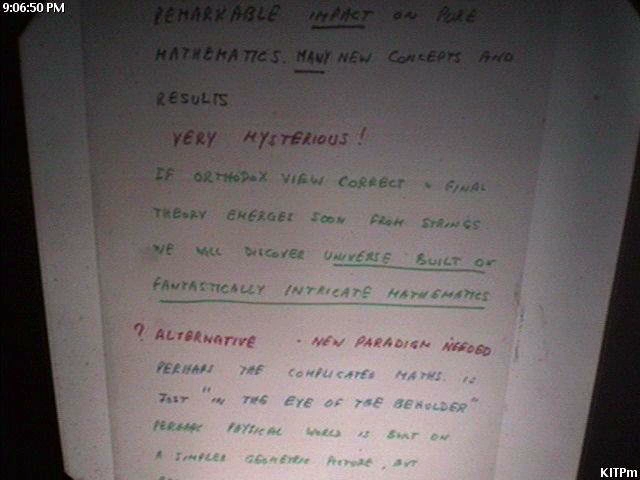 9:06:50 PM
REMARKABLE IMPACT ON PURE
MATHEMATICS. MANY NEW CONCEPTS AND
RESULTS
VERY MYSTERIOUS!
IF ORTHODOX VIEW CORRECT & FINAL
THEORY EMERGES SOON FROM STRINGS
WE WILL DISCOVER UNIVERSE BUILT ON
FANTASTICALLY INTRICATE MATHEMATICS
? ALTERNATIVE - NEW PARADIGM NEEDED
PERHAPS THE COMPLICATED MATHS. IS
JUST "IN THE EYE OF THE BEHOLDER"
PERHAPS PHYSICAL WORLD IS BUILT ON
A SIMPLER GEOMETRIC PICTURE, BUT
KITPm